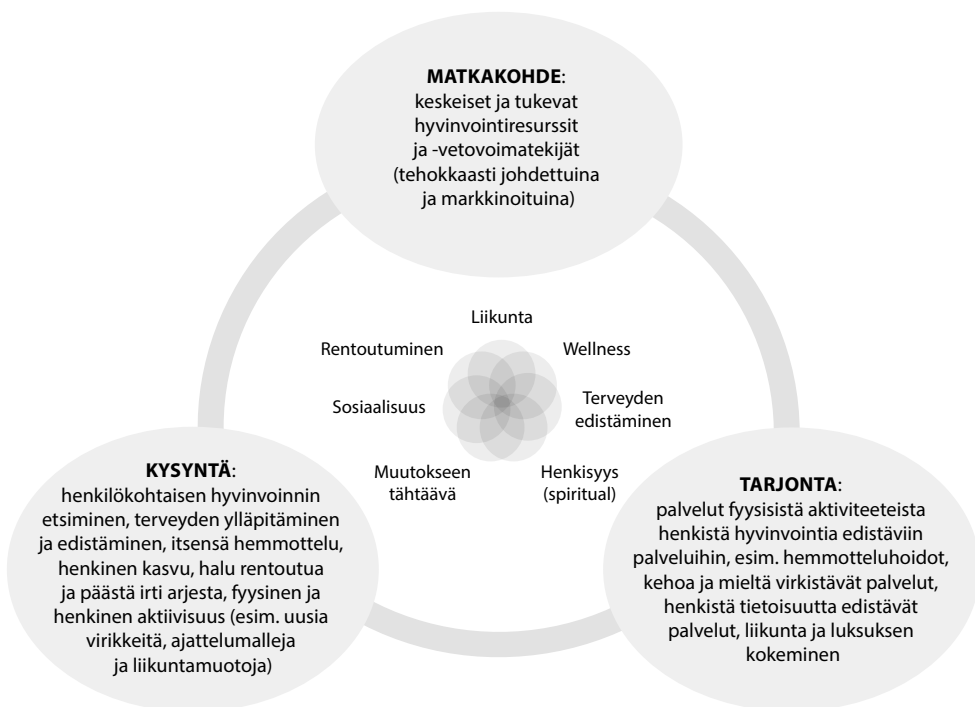 MATKAKOHDE:
keskeiset ja tukevat
hyvinvointiresurssit
ja -vetovoimatekijät
(tehokkaasti johdettuina
ja markkinoituina)
Liikunta
Rentoutuminen
Wellness
Sosiaalisuus
Terveyden
edistäminen
Muutokseen
tähtäävä
Henkisyys
(spiritual)
KYSYNTÄ:
henkilökohtaisen hyvinvoinnin
etsiminen, terveyden ylläpitäminen
ja edistäminen, itsensä hemmottelu,
henkinen kasvu, halu rentoutua
ja päästä irti arjesta, fyysinen ja
henkinen aktiivisuus (esim. uusia
virikkeitä, ajattelumalleja
ja liikuntamuotoja)
TARJONTA:
palvelut fyysisistä aktiviteeteista
henkistä hyvinvointia edistäviin
palveluihin, esim. hemmotteluhoidot,
kehoa ja mieltä virkistävät palvelut,
henkistä tietoisuutta edistävät
palvelut, liikunta ja luksuksen
kokeminen